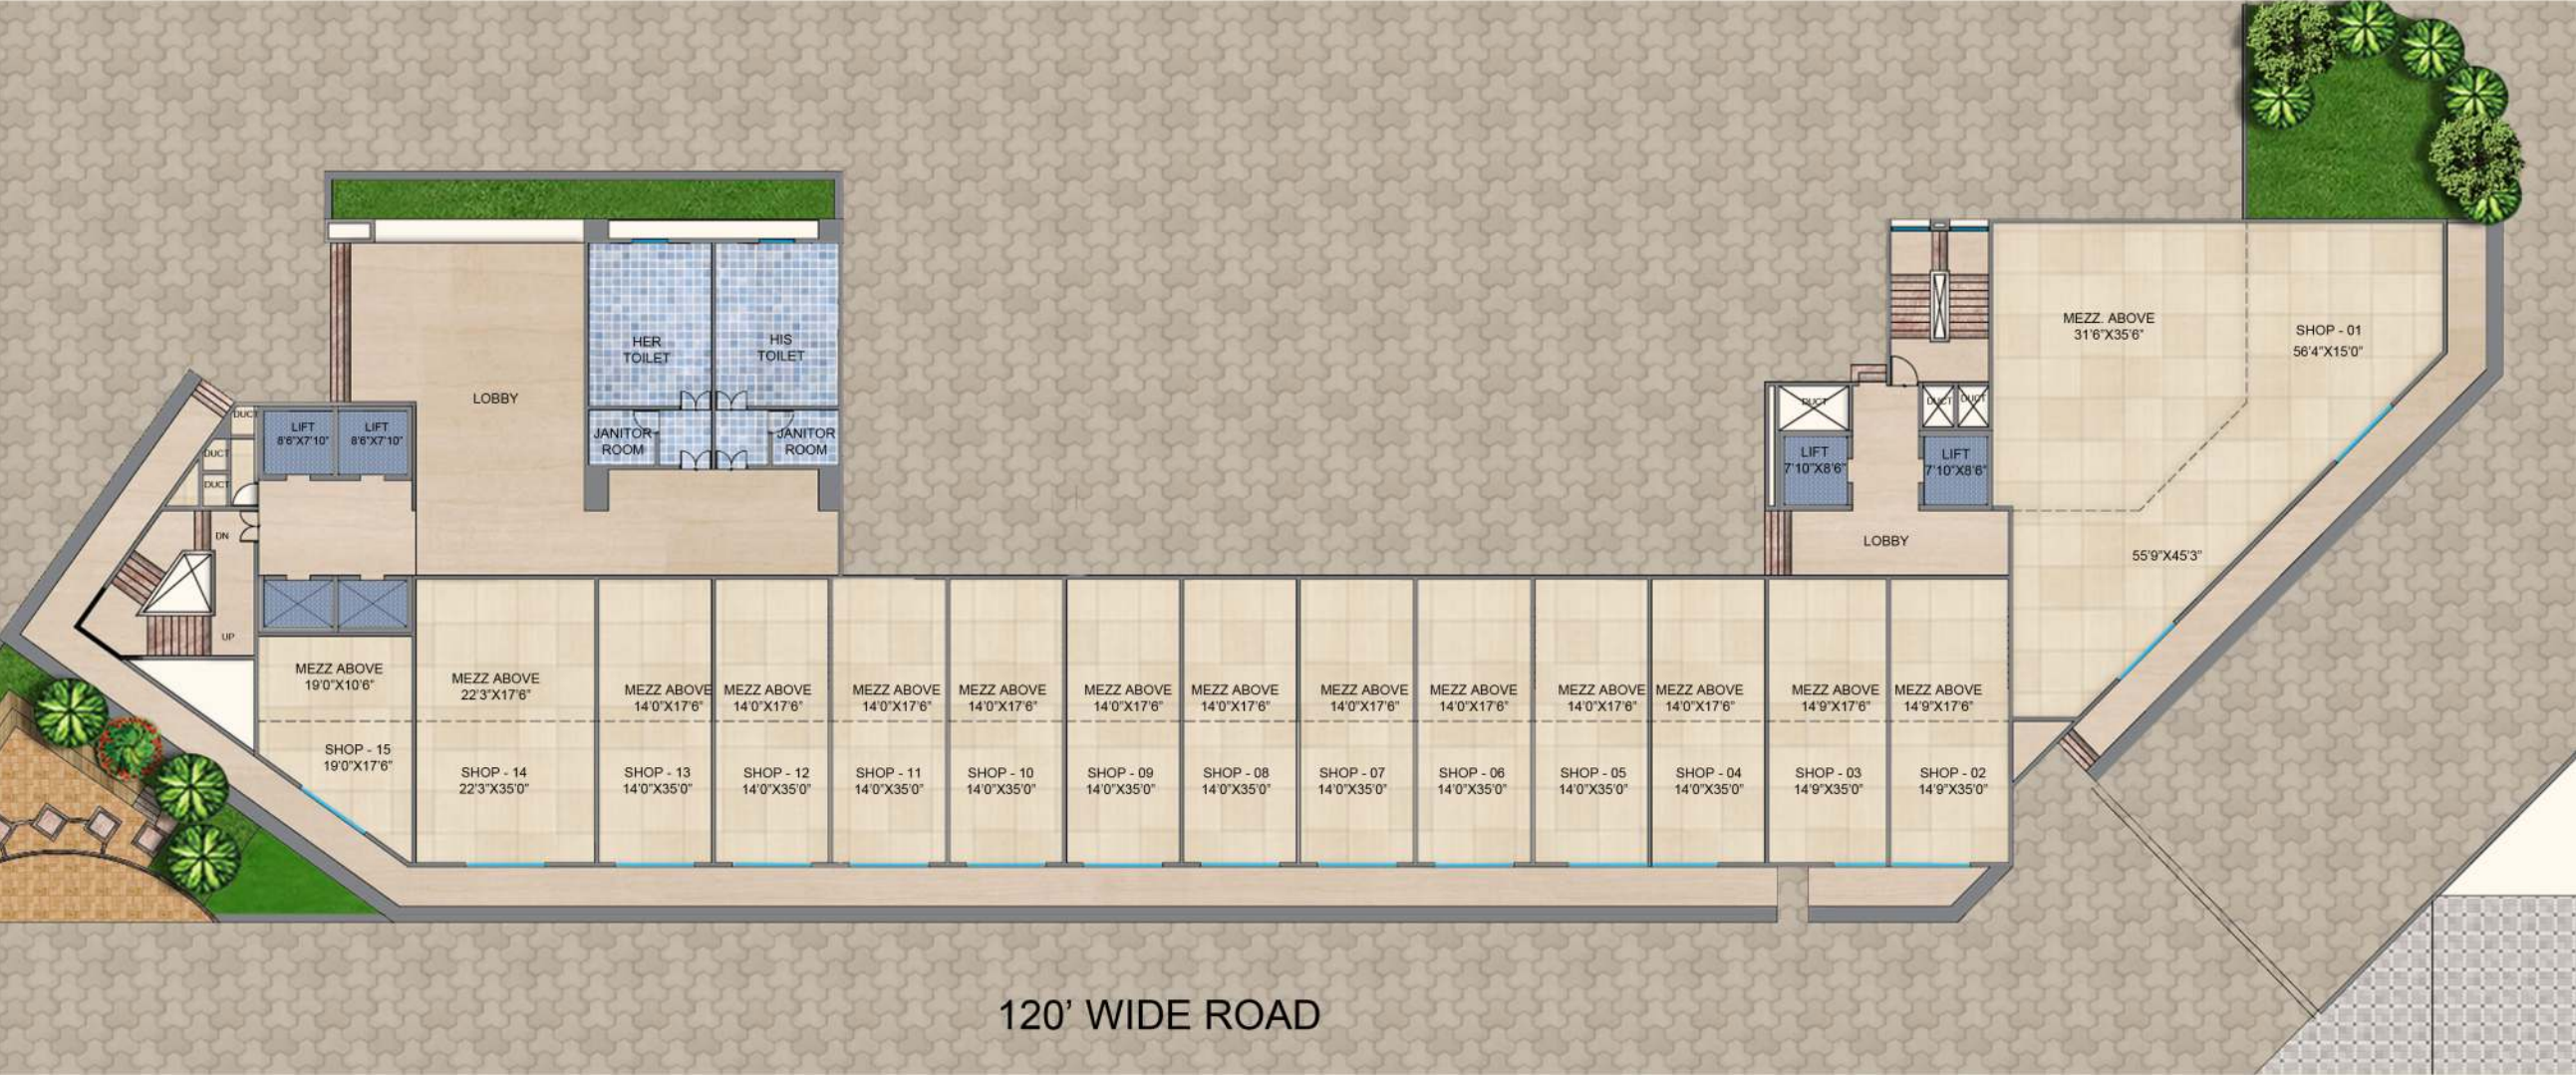 HER
TOILET
HIS
TOILET
LOBBY
JANITOR
ROOM
JANITOR
ROOM
DUCT
DUCT
DUCT
LIFT
8'6"X7'10"
LIFT
8'6"X7'10"
DN
UP
MEZZ. ABOVE
31'6"X35'6"
SHOP - 01
56'4"X15'0"
55'9"X45'3"
DUCT
DUCT
DUCT
LIFT
7'10"X8'6"
LIFT
7'10"X8'6"
LOBBY
MEZZ ABOVE
19'0"X10'6"
SHOP - 15
19'0"X17'6"
MEZZ ABOVE
22'3"X17'6"
SHOP - 14
22'3"X35'0"
MEZZ ABOVE
14'0"X17'6"
SHOP - 13
14'0"X35'0"
MEZZ ABOVE
14'0"X17'6"
SHOP - 12
14'0"X35'0"
MEZZ ABOVE
14'0"X17'6"
SHOP - 11
14'0"X35'0"
MEZZ ABOVE
14'0"X17'6"
SHOP - 10
14'0"X35'0"
MEZZ ABOVE
14'0"X17'6"
SHOP - 09
14'0"X35'0"
MEZZ ABOVE
14'0"X17'6"
SHOP - 08
14'0"X35'0"
MEZZ ABOVE
14'0"X17'6"
SHOP - 07
14'0"X35'0"
MEZZ ABOVE
14'0"X17'6"
SHOP - 06
14'0"X35'0"
MEZZ ABOVE
14'0"X17'6"
SHOP - 05
14'0"X35'0"
MEZZ ABOVE
14'0"X17'6"
SHOP - 04
14'0"X35'0"
MEZZ ABOVE
14'9"X17'6"
SHOP - 03
14'9"X35'0"
MEZZ ABOVE
14'9"X17'6"
SHOP - 02
14'9"X35'0"
120' WIDE ROAD